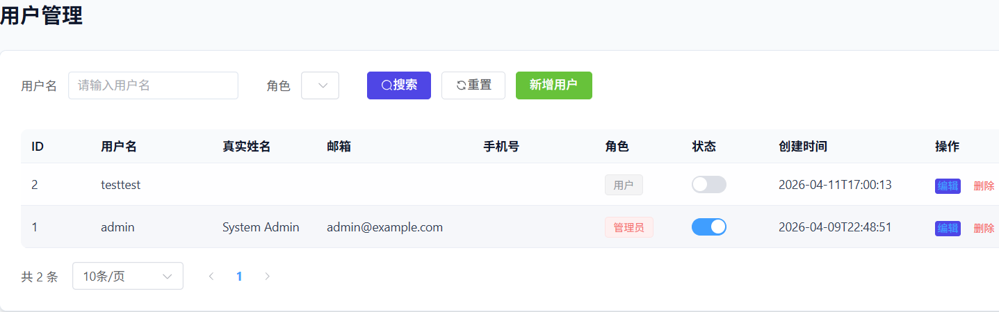 用户管理
用户名 请输入用户名 角色 搜索 重置 新增用户
ID 用户名 真实姓名 邮箱 手机号 角色 状态 创建时间 操作
2 testtest 用户 2026-04-11T17:00:13 编辑 删除
1 admin System Admin admin@example.com 管理员 2026-04-09T22:48:51 编辑 删除
共 2 条 10条/页 1